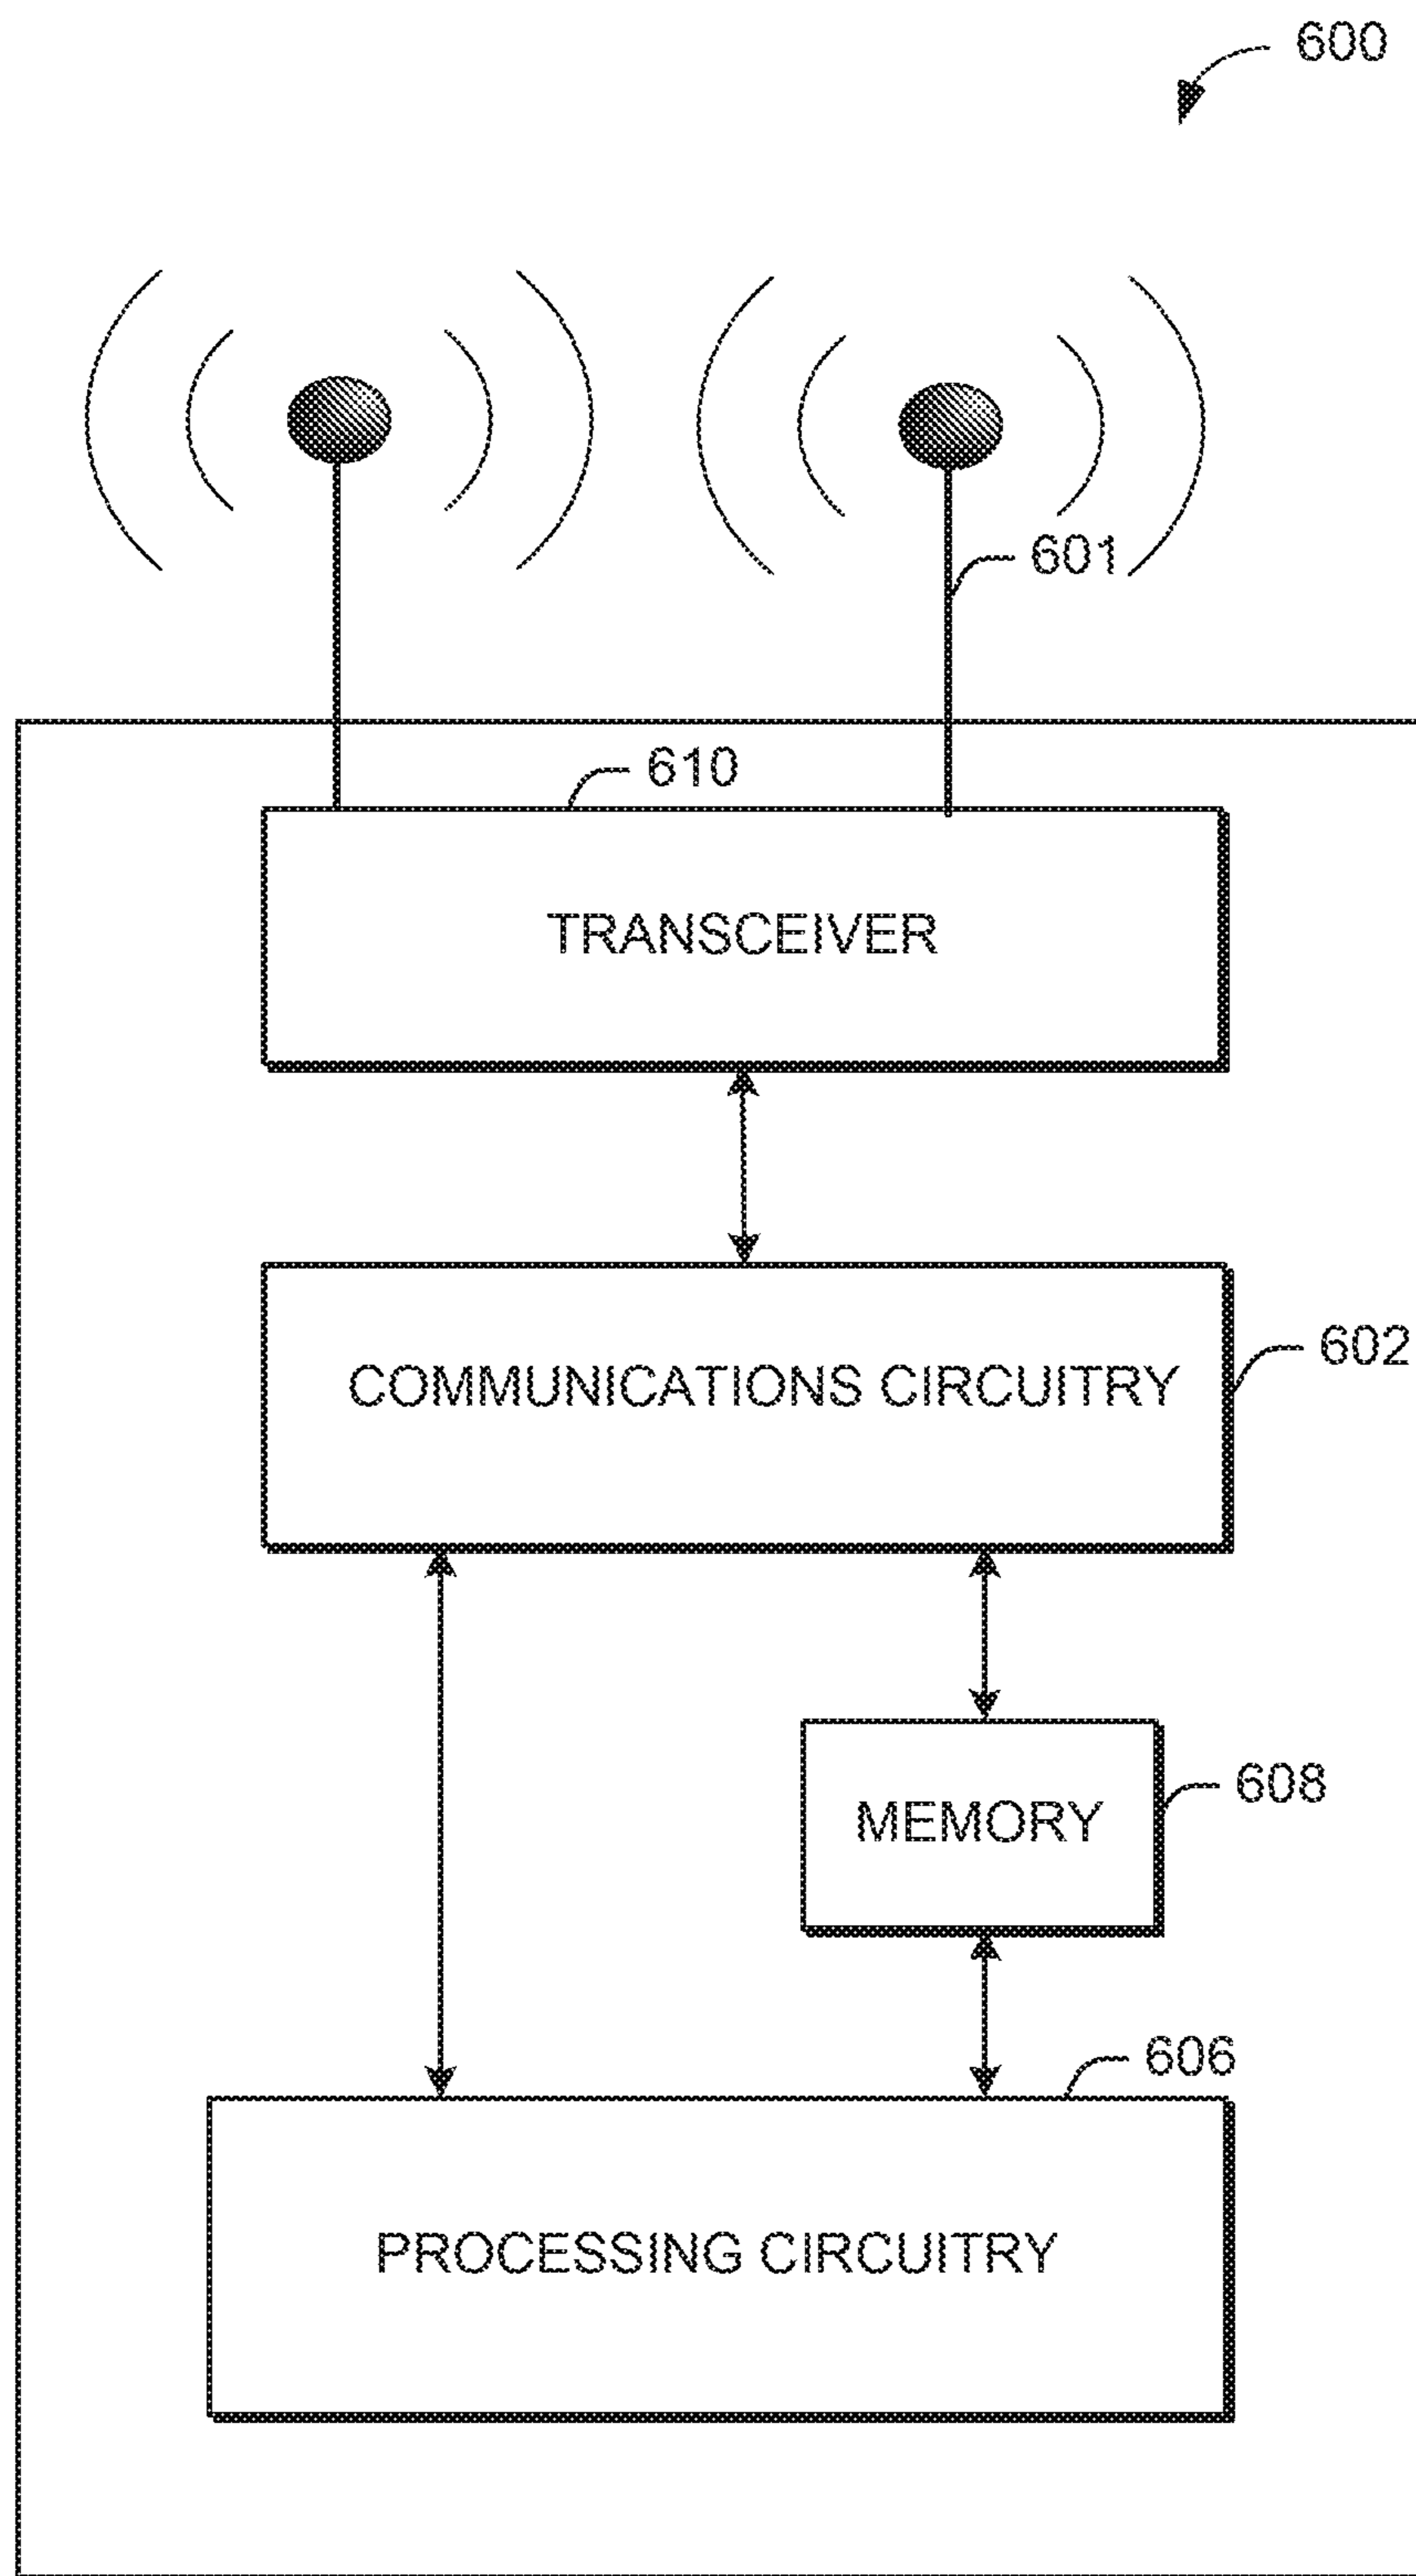 600
601
610
TRANSCEIVER
COMMUNICATIONS CIRCUITRY
602
MEMORY
608
606
PROCESSING CIRCUITRY